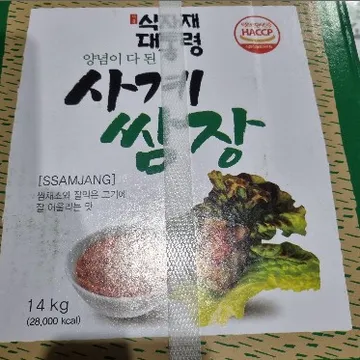 식자재
대통령
HACCP
양념이 다 된
사계
쌈장
[SSAMJANG]
쌈채소와 잘익은 고기에
잘 어울리는 맛
14 kg
(28,000 kcal)